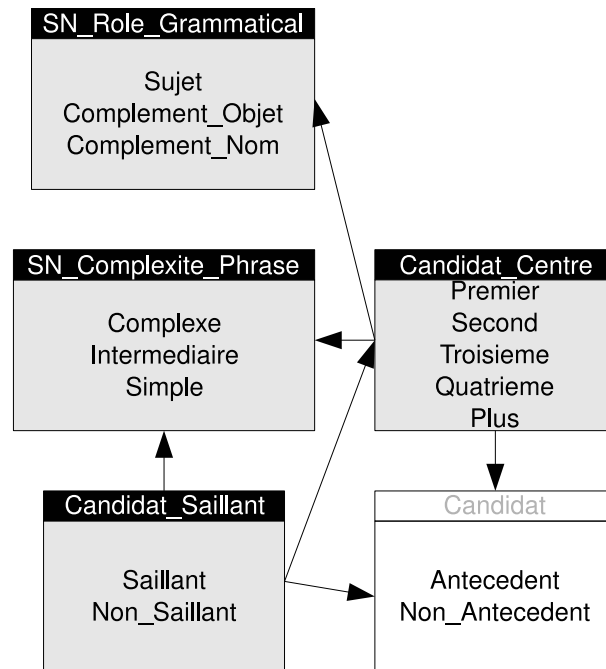 SN_Role_Grammatical
Sujet
Complement_Objet
Complement_Nom
SN_Complexite_Phrase
Complexe
Intermediaire
Simple
Candidat_Centre
Premier
Second
Troisieme
Quatrieme
Plus
Candidat_Saillant
Saillant
Non_Saillant
Candidat
Antecedent
Non_Antecedent